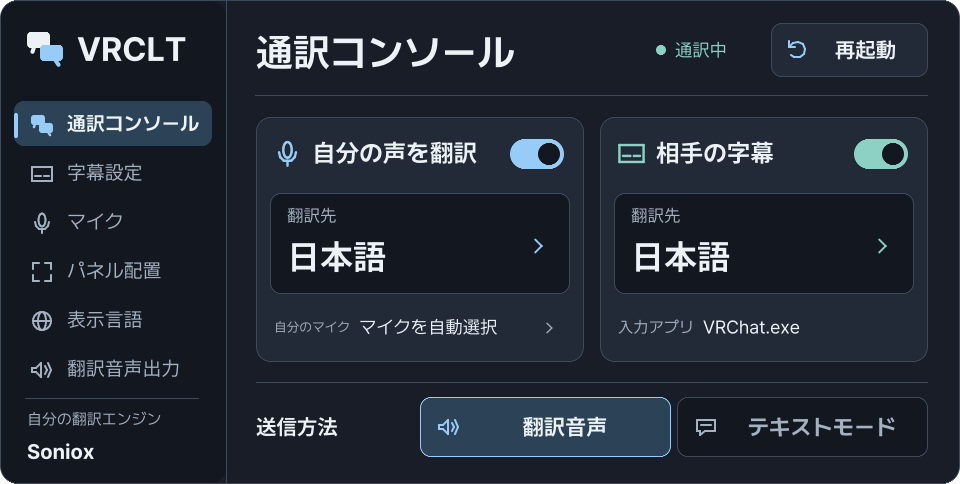 VRCLT
通訳コンソール
字幕設定
マイク
パネル配置
表示言語
翻訳音声出力
自分の翻訳エンジン
Soniox
通訳コンソール
通訳中
再起動
自分の声を翻訳
翻訳先
日本語
自分のマイク マイクを自動選択
相手の字幕
翻訳先
日本語
入力アプリ VRChat.exe
送信方法
翻訳音声
テキストモード